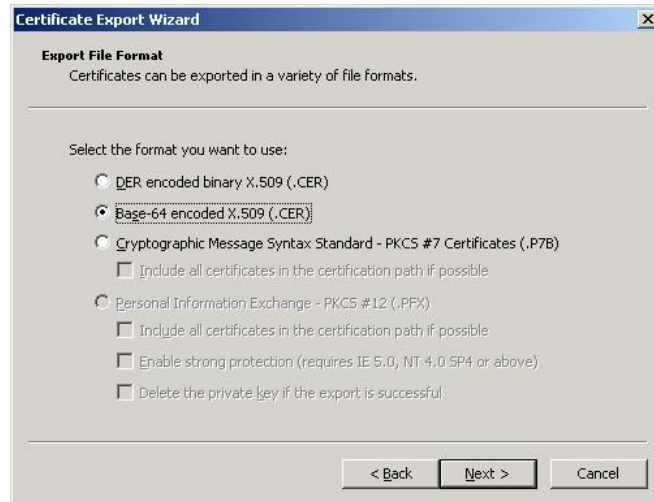 Certificate Export Wizard
Export File Format
Certificates can be exported in a variety of file formats.
Select the format you want to use:
DER encoded binary X.509 (.CER)
Base-64 encoded X.509 (.CER)
Cryptographic Message Syntax Standard - PKCS #7 Certificates (.P7B)
Include all certificates in the certification path if possible
Personal Information Exchange - PKCS #12 (.PFX)
Include all certificates in the certification path if possible
Enable strong protection (requires IE 5.0, NT 4.0 SP4 or above)
Delete the private key if the export is successful
< Back Next > Cancel